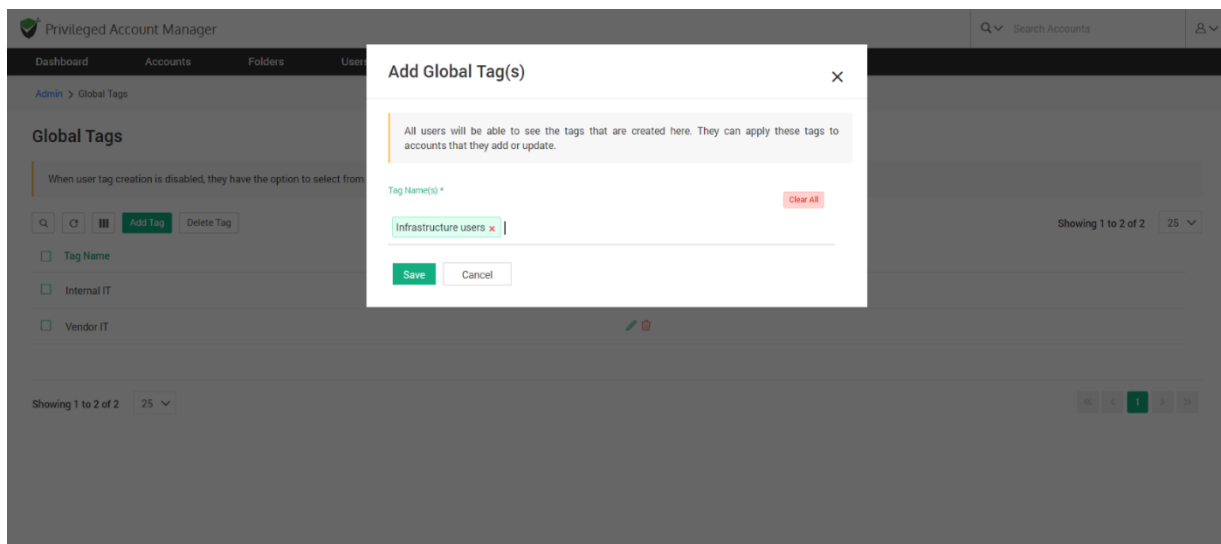 Privileged Account Manager
Search Accounts
Dashboard Accounts Folders Users
Admin > Global Tags
Global Tags
When user tag creation is disabled, they have the option to select from
Add Tag Delete Tag
Showing 1 to 2 of 2 25
Tag Name
Internal IT
Vendor IT
Showing 1 to 2 of 2 25
1
Add Global Tag(s)
All users will be able to see the tags that are created here. They can apply these tags to
accounts that they add or update.
Tag Name(s) *
Clear All
Infrastructure users x
Save Cancel